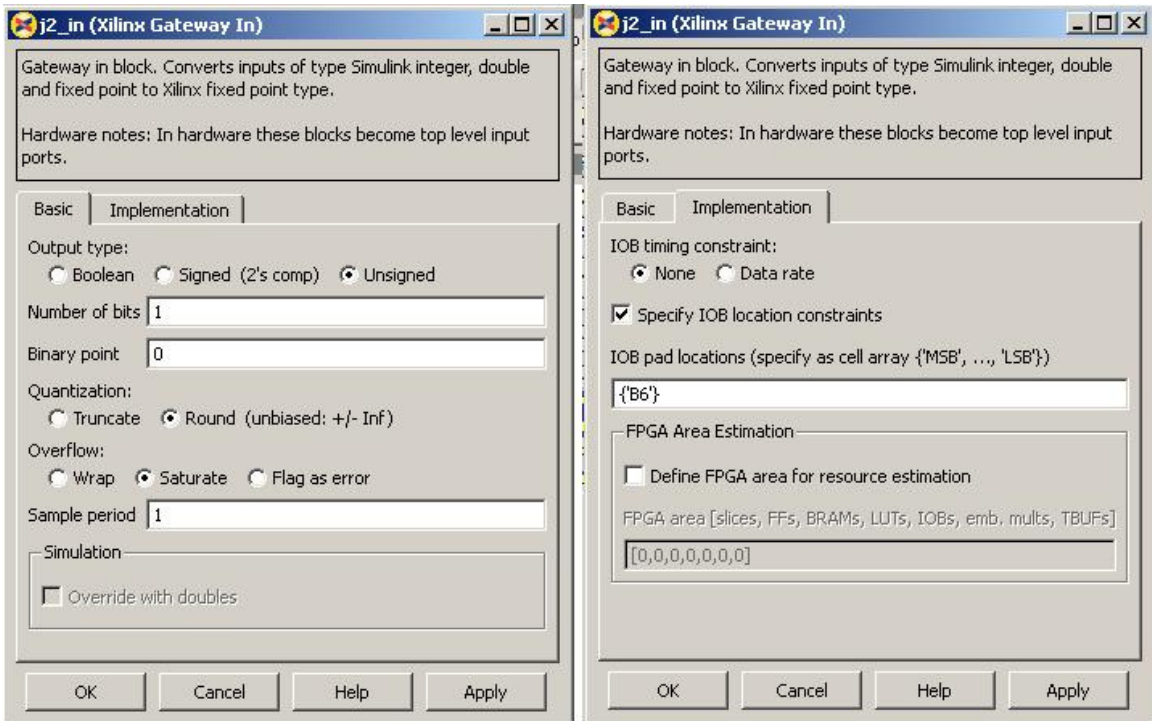 j2_in (Xilinx Gateway In)
Gateway in block. Converts inputs of type Simulink integer, double
and fixed point to Xilinx fixed point type.
Hardware notes: In hardware these blocks become top level input
ports.
Basic
Implementation
Output type:
Boolean Signed (2's comp) Unsigned
Number of bits 1
Binary point 0
Quantization:
Truncate Round (unbiased: +/- Inf)
Overflow:
Wrap Saturate Flag as error
Sample period 1
Simulation
Override with doubles
OK Cancel Help Apply
j2_in (Xilinx Gateway In)
Gateway in block. Converts inputs of type Simulink integer, double
and fixed point to Xilinx fixed point type.
Hardware notes: In hardware these blocks become top level input
ports.
Basic
Implementation
IOB timing constraint:
None Data rate
Specify IOB location constraints
IOB pad locations (specify as cell array {'MSB', ..., 'LSB'})
{'B6'}
FPGA Area Estimation
Define FPGA area for resource estimation
FPGA area [slices, FFs, BRAMs, LUTs, IOBs, emb. mults, TBUFs]
[0,0,0,0,0,0,0]
OK Cancel Help Apply